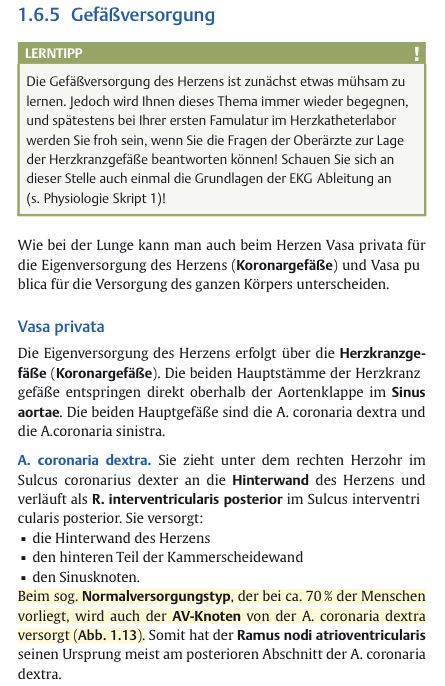 1.6.5 Gefäßversorgung
LERNTIPP !
Die Gefäßversorgung des Herzens ist zunächst etwas mühsam zu
lernen. Jedoch wird Ihnen dieses Thema immer wieder begegnen,
und spätestens bei Ihrer ersten Famulatur im Herzkatheterlabor
werden Sie froh sein, wenn Sie die Fragen der Oberärzte zur Lage
der Herzkranzgefäße beantworten können! Schauen Sie sich an
dieser Stelle auch einmal die Grundlagen der EKG Ableitung an
(s. Physiologie Skript 1)!
Wie bei der Lunge kann man auch beim Herzen Vasa privata für
die Eigenversorgung des Herzens (Koronargefäße) und Vasa pu
blica für die Versorgung des ganzen Körpers unterscheiden.
Vasa privata
Die Eigenversorgung des Herzens erfolgt über die Herzkranzge-
fäße (Koronargefäße). Die beiden Hauptstämme der Herzkranz
gefäße entspringen direkt oberhalb der Aortenklappe im Sinus
aortae. Die beiden Hauptgefäße sind die A. coronaria dextra und
die A.coronaria sinistra.
A. coronaria dextra. Sie zieht unter dem rechten Herzohr im
Sulcus coronarius dexter an die Hinterwand des Herzens und
verläuft als R. interventricularis posterior im Sulcus interventri
cularis posterior. Sie versorgt:
▪ die Hinterwand des Herzens
▪ den hinteren Teil der Kammerscheidewand
▪ den Sinusknoten.
Beim sog. Normalversorgungstyp, der bei ca. 70 % der Menschen
vorliegt, wird auch der AV-Knoten von der A. coronaria dextra
versorgt (Abb. 1.13). Somit hat der Ramus nodi atrioventricularis
seinen Ursprung meist am posterioren Abschnitt der A. coronaria
dextra.